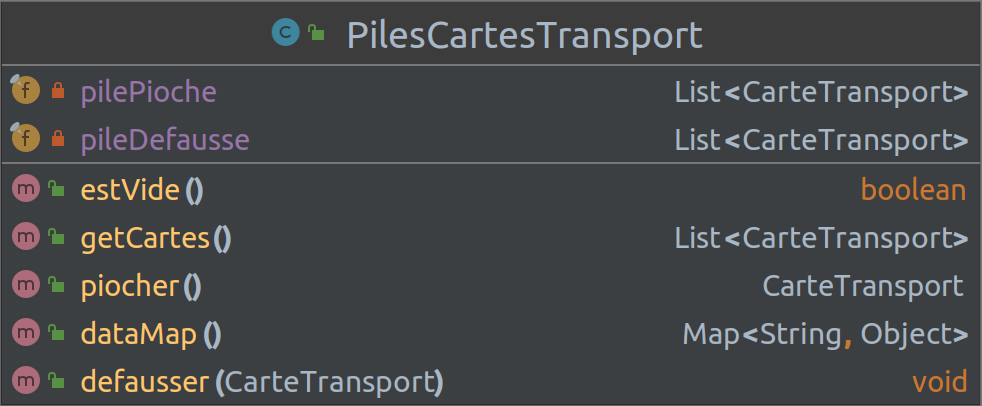 C PilesCartesTransport
f pilePioche List<CarteTransport>
f pileDefausse List<CarteTransport>
m estVide() boolean
m getCartes() List<CarteTransport>
m piocher() CarteTransport
m dataMap() Map<String, Object>
m defausser(CarteTransport) void